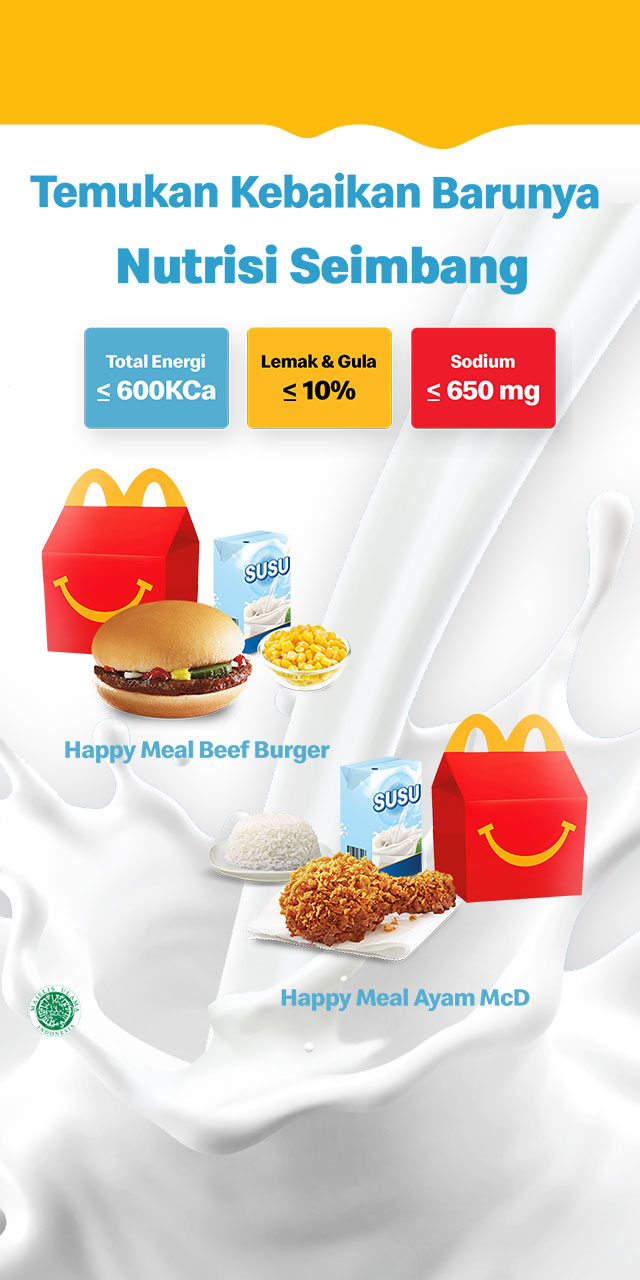 Temukan Kebaikan Barunya
Nutrisi Seimbang
Total Energi
≤ 600KCa
Lemak & Gula
≤ 10%
Sodium
≤ 650 mg
SUSU
Happy Meal Beef Burger
SUSU
Happy Meal Ayam McD
MAJELIS ULAMA
INDONESIA